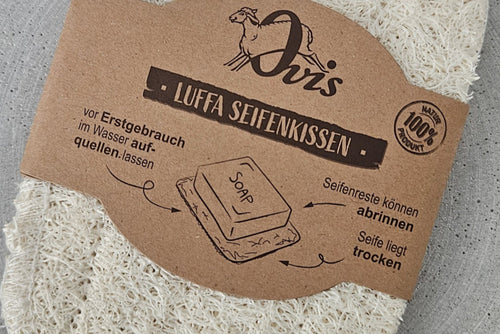 Ovis
· LUFFA SEIFENKISSEN ·
NATUR
100%
PRODUKT
vor Erstgebrauch
im Wasser auf-
quellen lassen
SOAP
Seifenreste können
abrinnen
Seife liegt
trocken